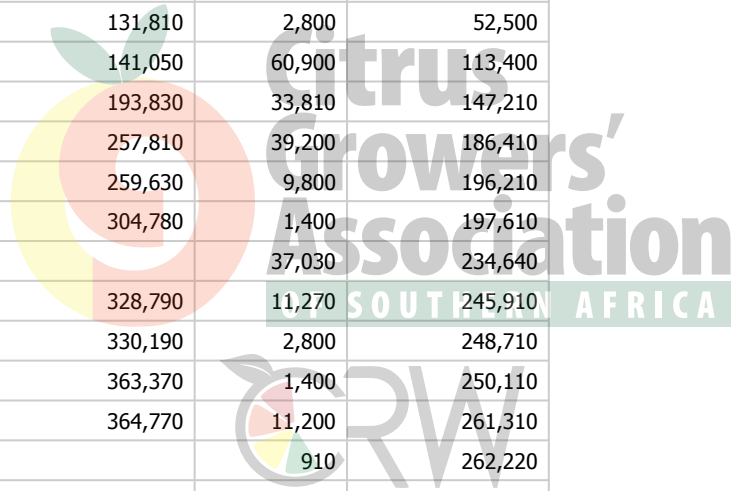 131,810 2,800 52,500
141,050 60,900 113,400
193,830 33,810 147,210
257,810 39,200 186,410
259,630 9,800 196,210
304,780 1,400 197,610
37,030 234,640
328,790 11,270 245,910
330,190 2,800 248,710
363,370 1,400 250,110
364,770 11,200 261,310
910 262,220
Citrus
Growers'
Association
OF SOUTHERN AFRICA
CRW